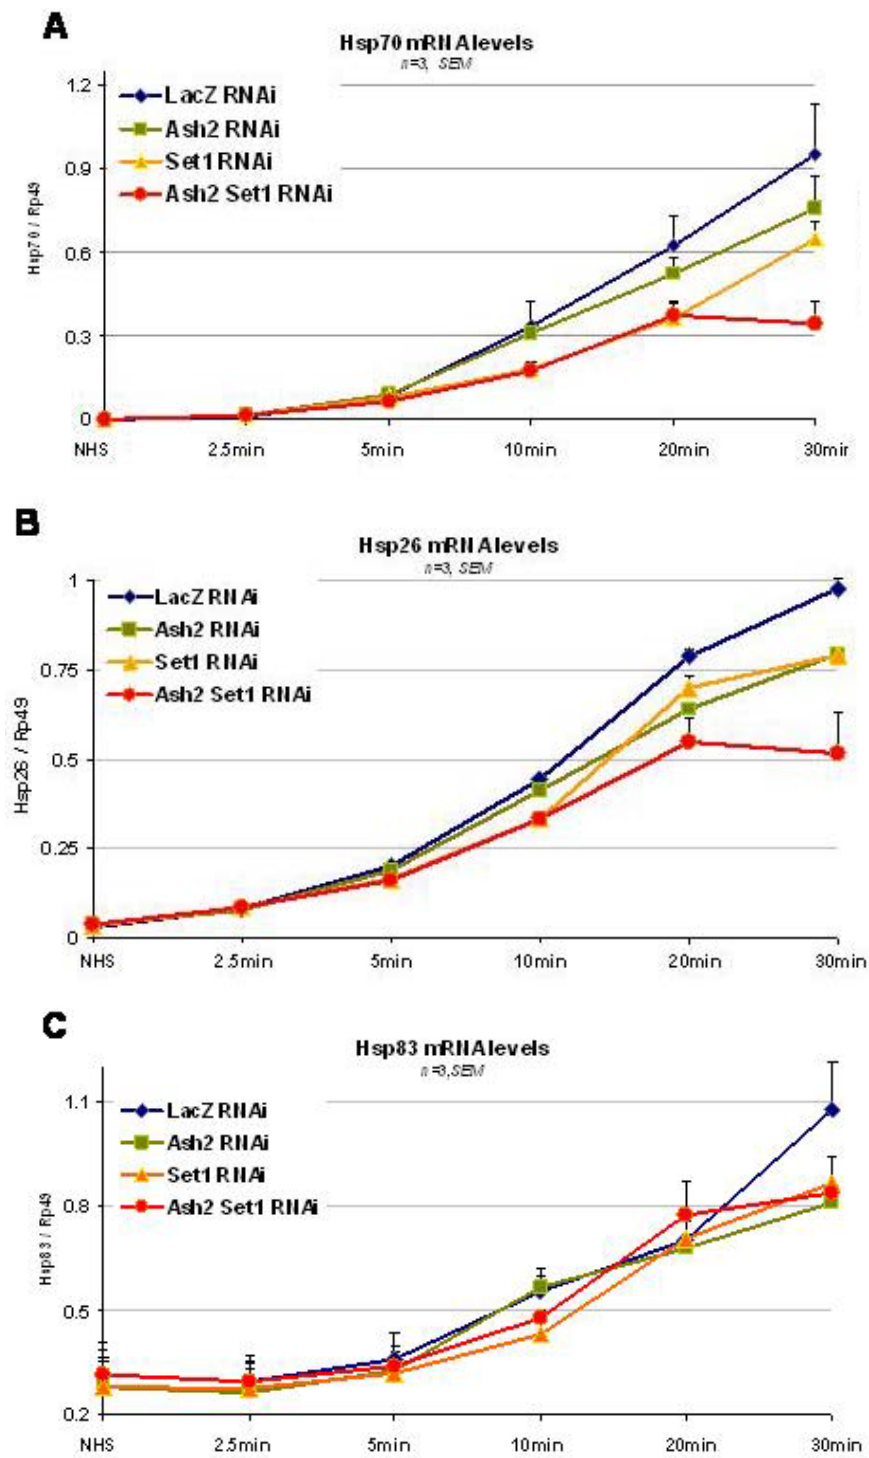 A
Hsp70 mRNA levels
n=3, SEM
1.2
0.9
0.6
0.3
0
Hsp70 / Rp49
LacZ RNAi
Ash2 RNAi
Set1 RNAi
Ash2 Set1 RNAi
NHS 2.5min 5min 10min 20min 30min
B
Hsp26 mRNA levels
n=3, SEM
1
0.75
0.5
0.25
0
Hsp26 / Rp49
LacZ RNAi
Ash2 RNAi
Set1 RNAi
Ash2 Set1 RNAi
NHS 2.5min 5min 10min 20min 30min
C
Hsp83 mRNA levels
n=3, SEM
1.1
0.8
0.5
0.2
Hsp83 / Rp49
LacZ RNAi
Ash2 RNAi
Set1 RNAi
Ash2 Set1 RNAi
NHS 2.5min 5min 10min 20min 30min